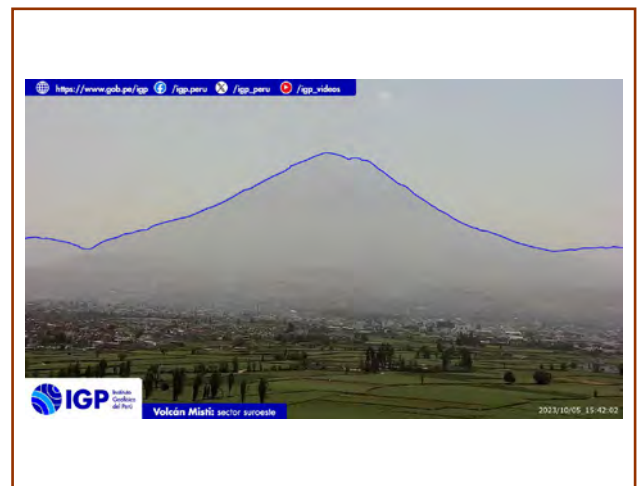 https://www.gob.pe/igp /igp.peru /igp_peru /igp_videos
IGP Instituto
Geofísico
del Perú
Volcán Misti: sector suroeste
2023/10/05_15:42:02